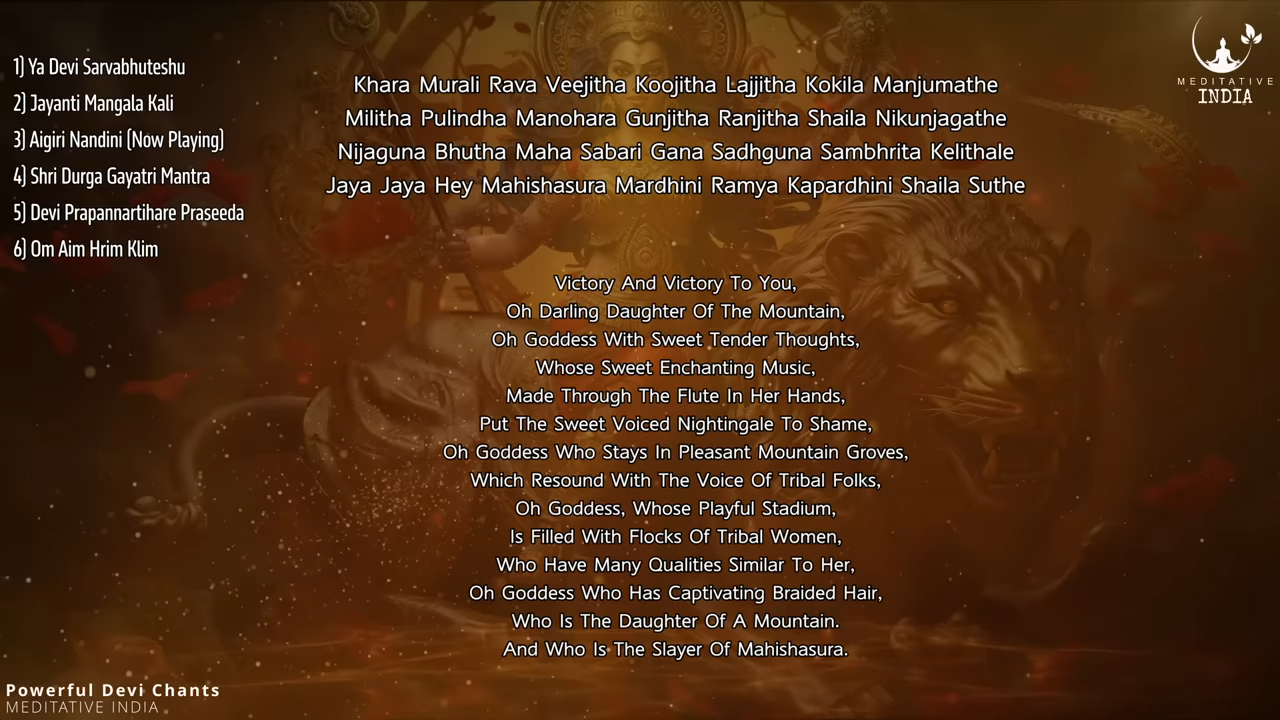 1) Ya Devi Sarvabhuteshu
2) Jayanti Mangala Kali
3) Aigiri Nandini (Now Playing)
4) Shri Durga Gayatri Mantra
5) Devi Prapannartihare Praseeda
6) Om Aim Hrim Klim
Khara Murali Rava Veejitha Koojitha Lajjitha Kokila Manjumathe
Militha Pulindha Manohara Gunjitha Ranjitha Shaila Nikunjagathe
Nijaguna Bhutha Maha Sabari Gana Sadhguna Sambhrita Kelithale
Jaya Jaya Hey Mahishasura Mardhini Ramya Kapardhini Shaila Suthe
Victory And Victory To You,
Oh Darling Daughter Of The Mountain,
Oh Goddess With Sweet Tender Thoughts,
Whose Sweet Enchanting Music,
Made Through The Flute In Her Hands,
Put The Sweet Voiced Nightingale To Shame,
Oh Goddess Who Stays In Pleasant Mountain Groves,
Which Resound With The Voice Of Tribal Folks,
Oh Goddess, Whose Playful Stadium,
Is Filled With Flocks Of Tribal Women,
Who Have Many Qualities Similar To Her,
Oh Goddess Who Has Captivating Braided Hair,
Who Is The Daughter Of A Mountain.
And Who Is The Slayer Of Mahishasura.
MEDITATIVE
INDIA
Powerful Devi Chants
MEDITATIVE INDIA